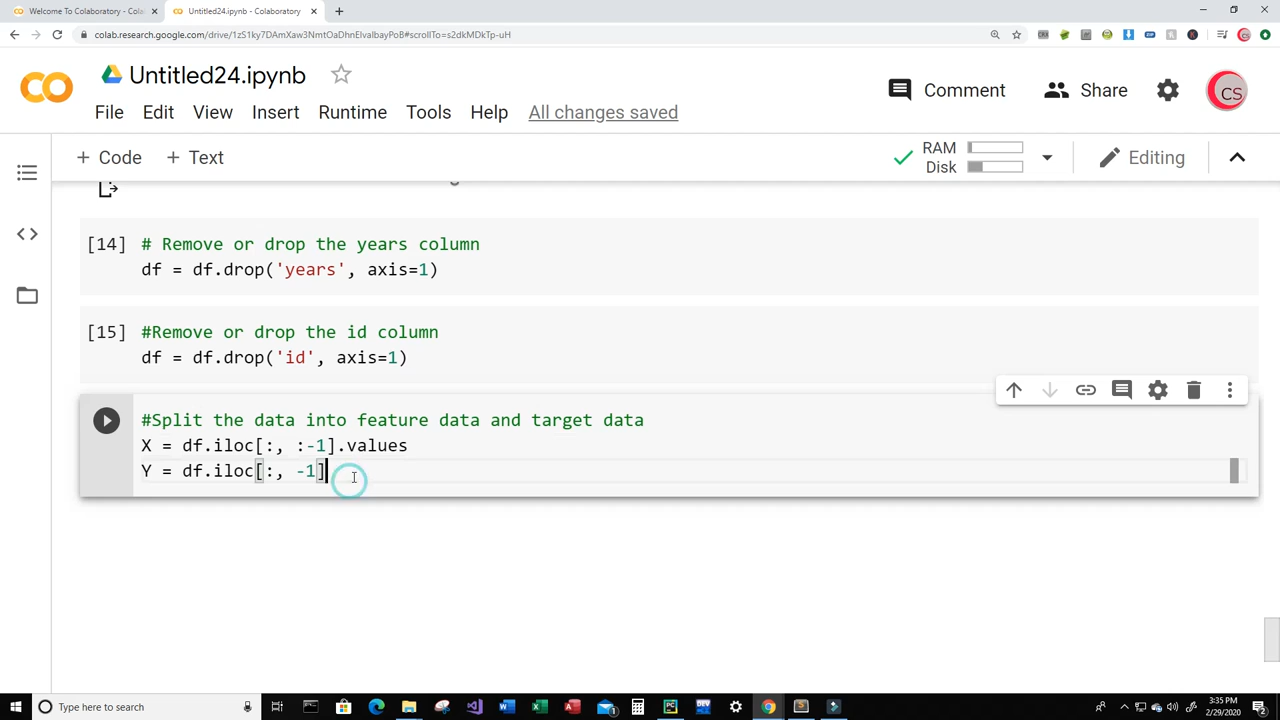 Welcome To Colaboratory - Colab
Untitled24.ipynb - Colaboratory
colab.research.google.com/drive/1zS1ky7DAmXaw3NmtOaDhnElvalbayPoB#scrollTo=s2dkMDkTp-uH
Untitled24.ipynb
Comment
Share
CS
File Edit View Insert Runtime Tools Help All changes saved
+ Code + Text
RAM
Disk
Editing
[14] # Remove or drop the years column
df = df.drop('years', axis=1)
[15] #Remove or drop the id column
df = df.drop('id', axis=1)
#Split the data into feature data and target data
X = df.iloc[:, :-1].values
Y = df.iloc[:, -1]
Type here to search
3:35 PM
2/29/2020